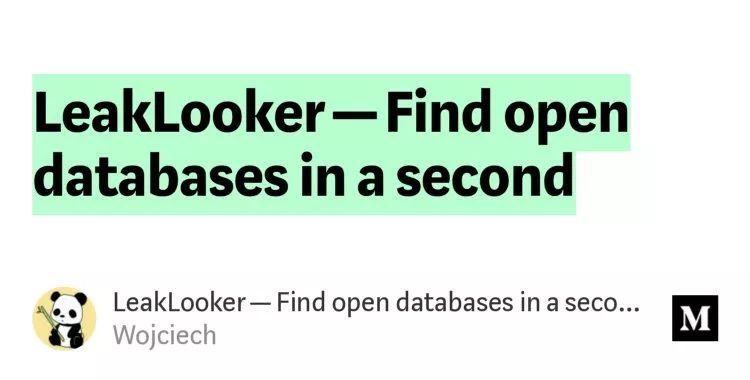 LeakLooker — Find open
databases in a second
LeakLooker — Find open databases in a seco...
Wojciech
M